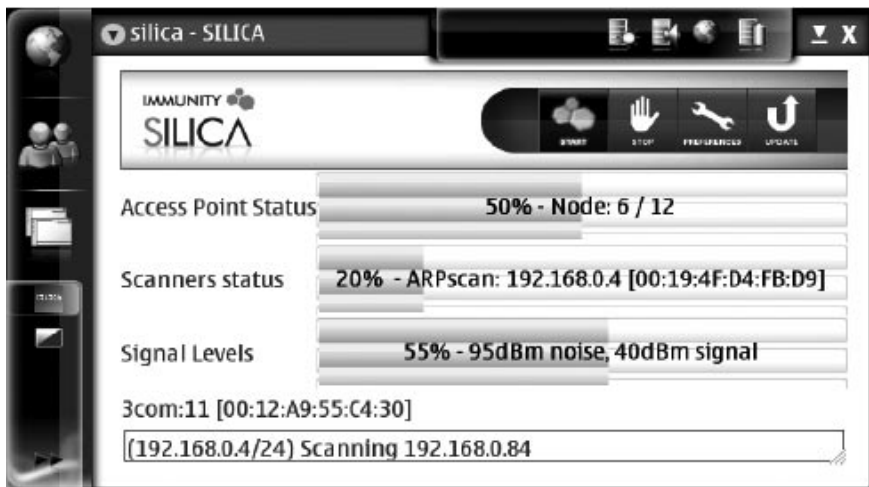 silica - SILICA
X
IMMUNITY
SILICA
START
STOP
PREFERENCES
UPDATE
Access Point Status
50% - Node: 6 / 12
Scanners status
20% - ARPscan: 192.168.0.4 [00:19:4F:D4:FB:D9]
Signal Levels
55% - 95dBm noise, 40dBm signal
3com:11 [00:12:A9:55:C4:30]
(192.168.0.4/24) Scanning 192.168.0.84